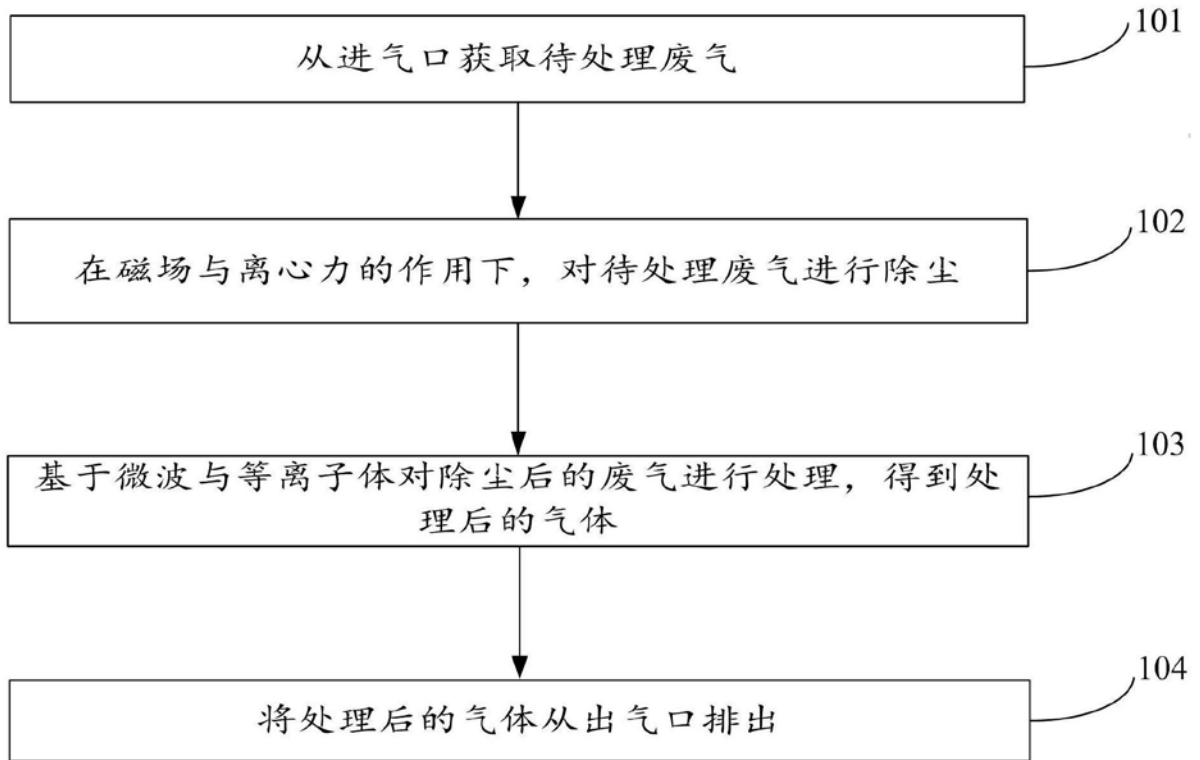 从进气口获取待处理废气
101
在磁场与离心力的作用下，对待处理废气进行除尘
102
基于微波与等离子体对除尘后的废气进行处理，得到处
理后的气体
103
将处理后的气体从出气口排出
104